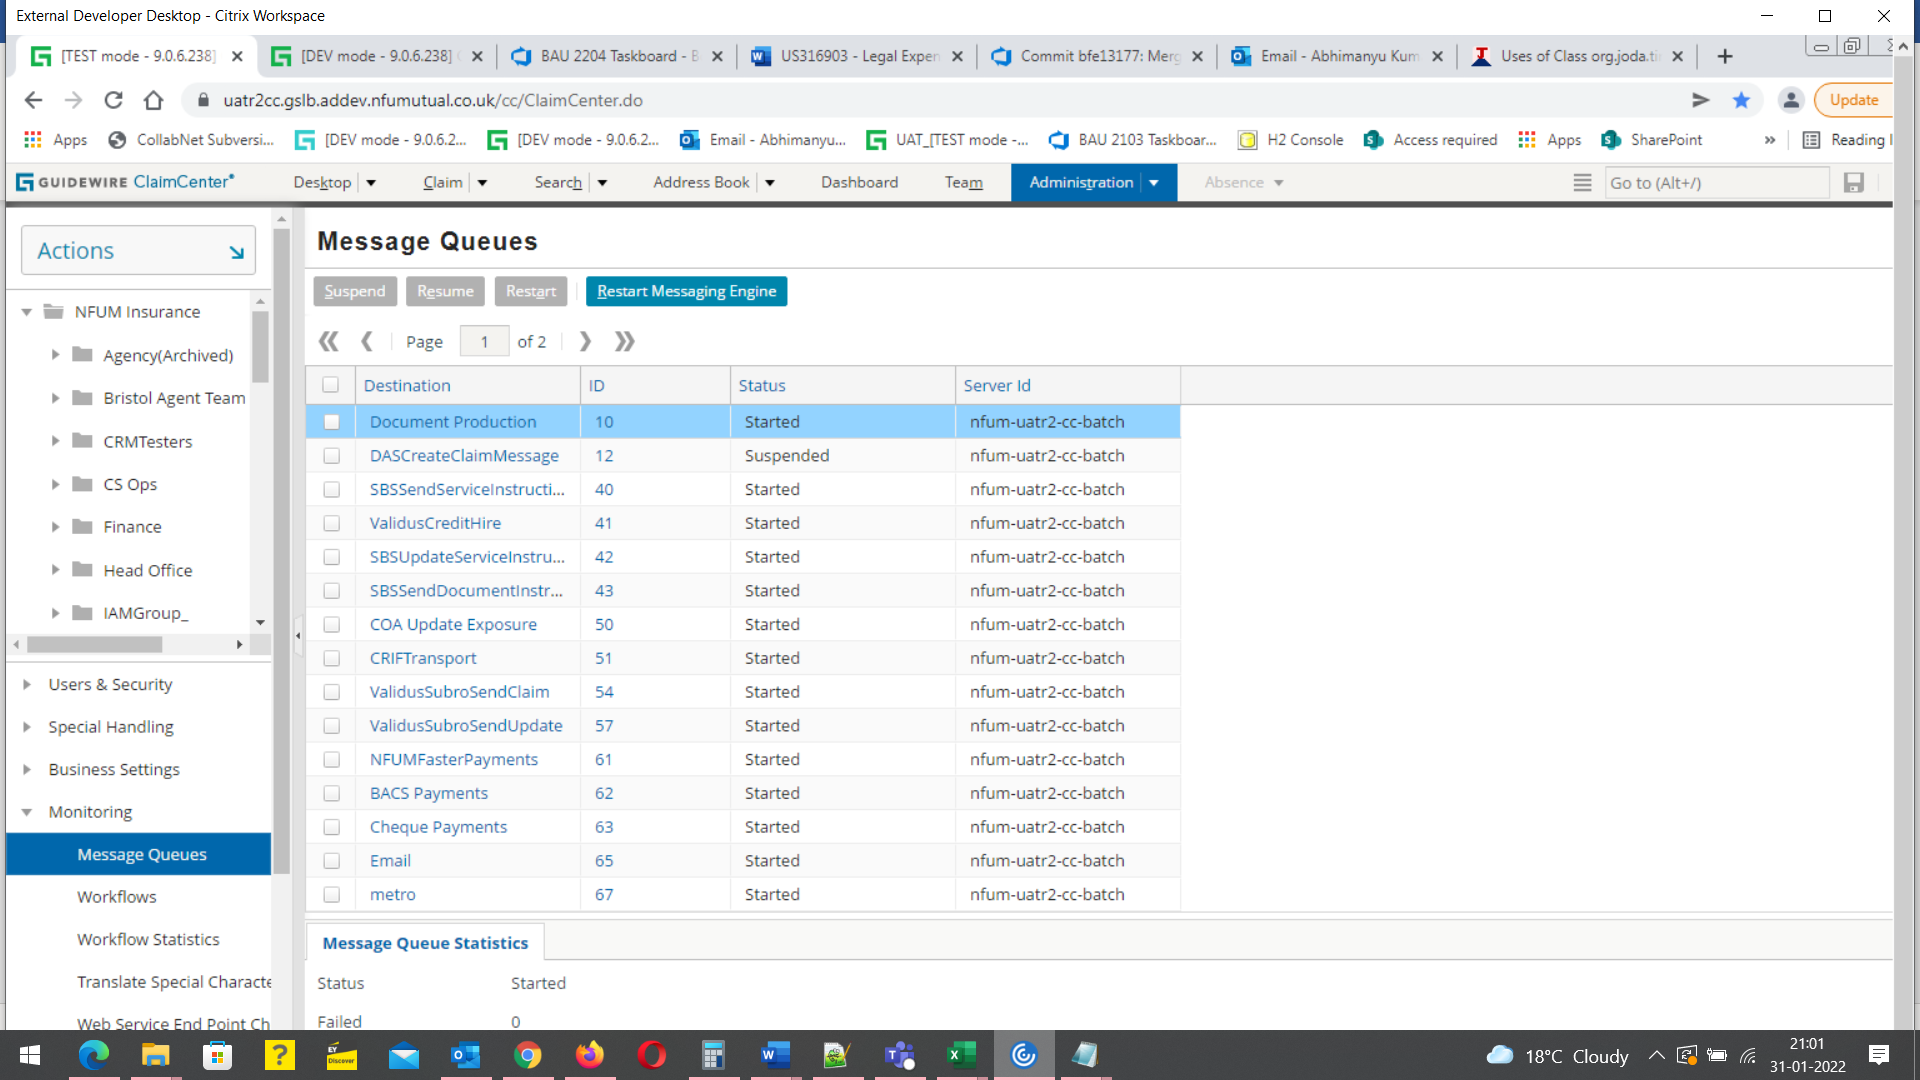 External Developer Desktop - Citrix Workspace
[TEST mode - 9.0.6.238]
[DEV mode - 9.0.6.238]
BAU 2204 Taskboard - B
US316903 - Legal Expen
Commit bfe13177: Merg
Email - Abhimanyu Kum
Uses of Class org.joda.ti
uatr2cc.gslb.addev.nfumutual.co.uk/cc/ClaimCenter.do
Update
Apps
CollabNet Subversi...
[DEV mode - 9.0.6.2...
[DEV mode - 9.0.6.2...
Email - Abhimanyu...
UAT_[TEST mode -...
BAU 2103 Taskboar...
H2 Console
Access required
Apps
SharePoint
Reading
GUIDEWIRE ClaimCenter
Desktop
Claim
Search
Address Book
Dashboard
Team
Administration
Absence
Go to (Alt+/)
Actions
NFUM Insurance
Agency(Archived)
Bristol Agent Team
CRMTesters
CS Ops
Finance
Head Office
IAMGroup_
Users & Security
Special Handling
Business Settings
Monitoring
Message Queues
Workflows
Workflow Statistics
Translate Special Characte
Web Service End Point Ch
Message Queues
Suspend Resume Restart Restart Messaging Engine
Page 1 of 2
Destination ID Status Server Id
Document Production 10 Started nfum-uatr2-cc-batch
DASCreateClaimMessage 12 Suspended nfum-uatr2-cc-batch
SBSSendServiceInstructi... 40 Started nfum-uatr2-cc-batch
ValidusCreditHire 41 Started nfum-uatr2-cc-batch
SBSUpdateServiceInstru... 42 Started nfum-uatr2-cc-batch
SBSSendDocumentInstr... 43 Started nfum-uatr2-cc-batch
COA Update Exposure 50 Started nfum-uatr2-cc-batch
CRIFTransport 51 Started nfum-uatr2-cc-batch
ValidusSubroSendClaim 54 Started nfum-uatr2-cc-batch
ValidusSubroSendUpdate 57 Started nfum-uatr2-cc-batch
NFUMFasterPayments 61 Started nfum-uatr2-cc-batch
BACS Payments 62 Started nfum-uatr2-cc-batch
Cheque Payments 63 Started nfum-uatr2-cc-batch
Email 65 Started nfum-uatr2-cc-batch
metro 67 Started nfum-uatr2-cc-batch
Message Queue Statistics
Status Started
Failed 0
EY
Discover
18°C Cloudy
21:01
31-01-2022